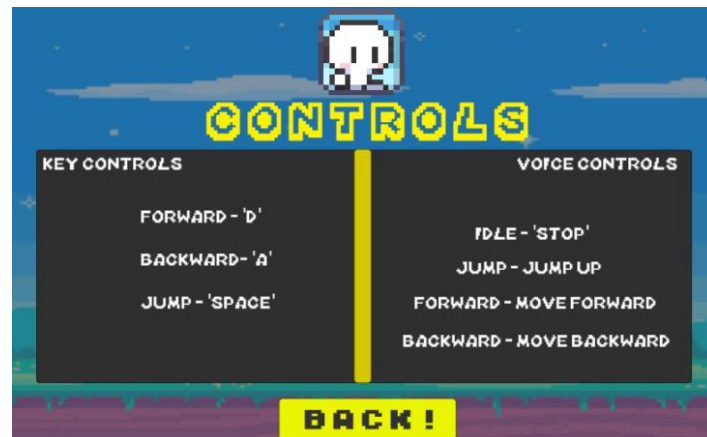 CONTROLS
KEY CONTROLS
FORWARD - 'D'
BACKWARD- 'A'
JUMP - 'SPACE'
VOICE CONTROLS
IDLE - 'STOP'
JUMP - JUMP UP
FORWARD - MOVE FORWARD
BACKWARD - MOVE BACKWARD
BACK!